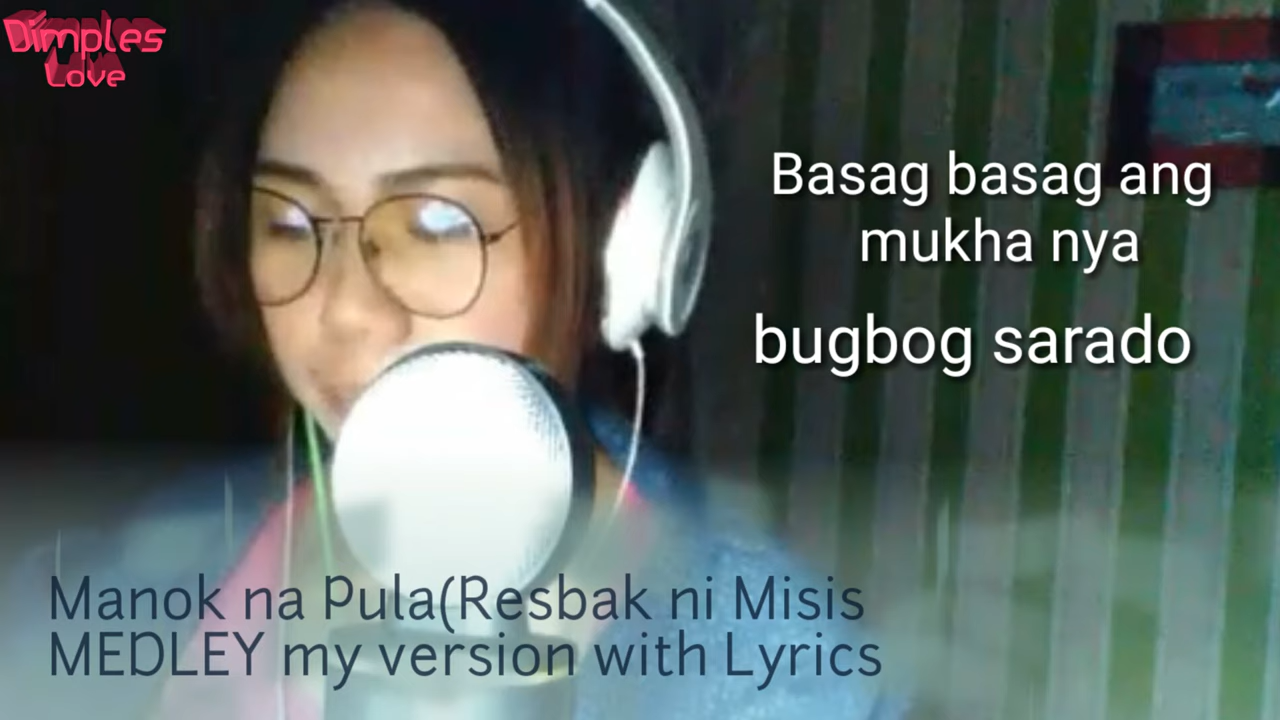 Dimples
Love
Basag basag ang
mukha nya
bugbog sarado
Manok na Pula(Resbak ni Misis
MEDLEY my version with Lyrics